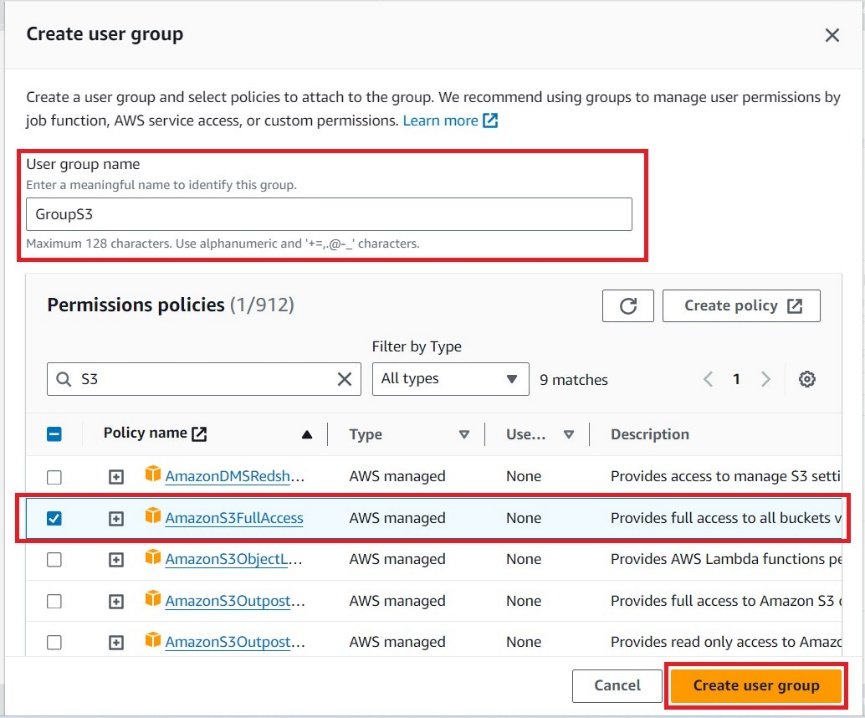 Create user group
Create a user group and select policies to attach to the group. We recommend using groups to manage user permissions by
job function, AWS service access, or custom permissions. Learn more
User group name
Enter a meaningful name to identify this group.
GroupS3
Maximum 128 characters. Use alphanumeric and '+=,.@-_' characters.
Permissions policies (1/912)
Create policy
Filter by Type
S3
All types
9 matches
1
Policy name
Type
Use...
Description
AmazonDMSRedsh...
AWS managed
None
Provides access to manage S3 setti
AmazonS3FullAccess
AWS managed
None
Provides full access to all buckets v
AmazonS3ObjectL...
AWS managed
None
Provides AWS Lambda functions pe
AmazonS3Outpost...
AWS managed
None
Provides full access to Amazon S3 o
AmazonS3Outpost...
AWS managed
None
Provides read only access to Amazo
Cancel
Create user group